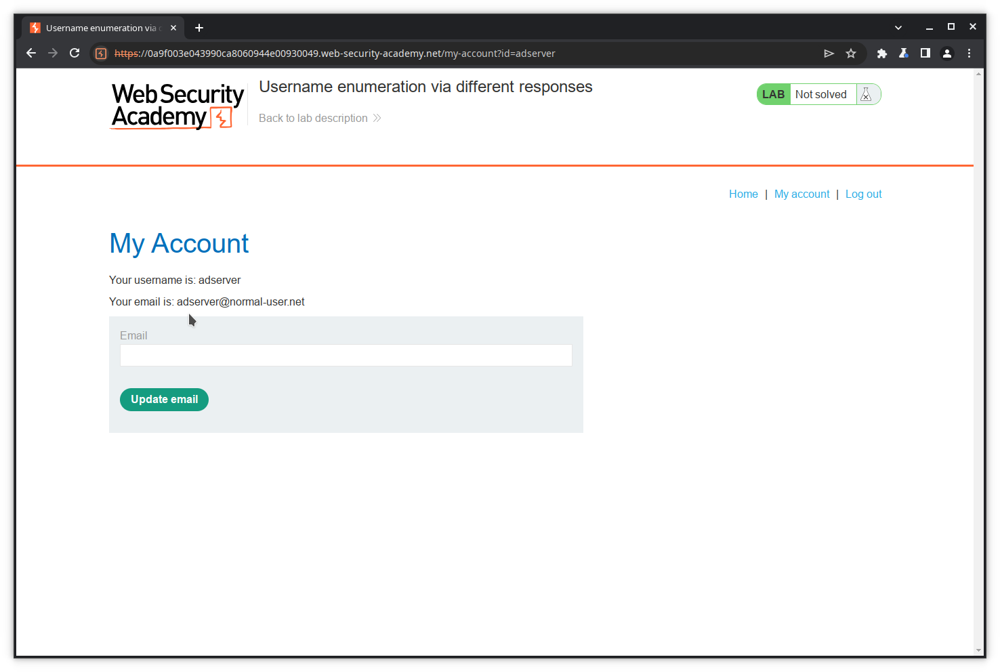 Username enumeration via
https://0a9f003e043990ca8060944e00930049.web-security-academy.net/my-account?id=adserver
Web Security
Academy
Username enumeration via different responses
Back to lab description
LAB Not solved
Home | My account | Log out
My Account
Your username is: adserver
Your email is: adserver@normal-user.net
Email
Update email